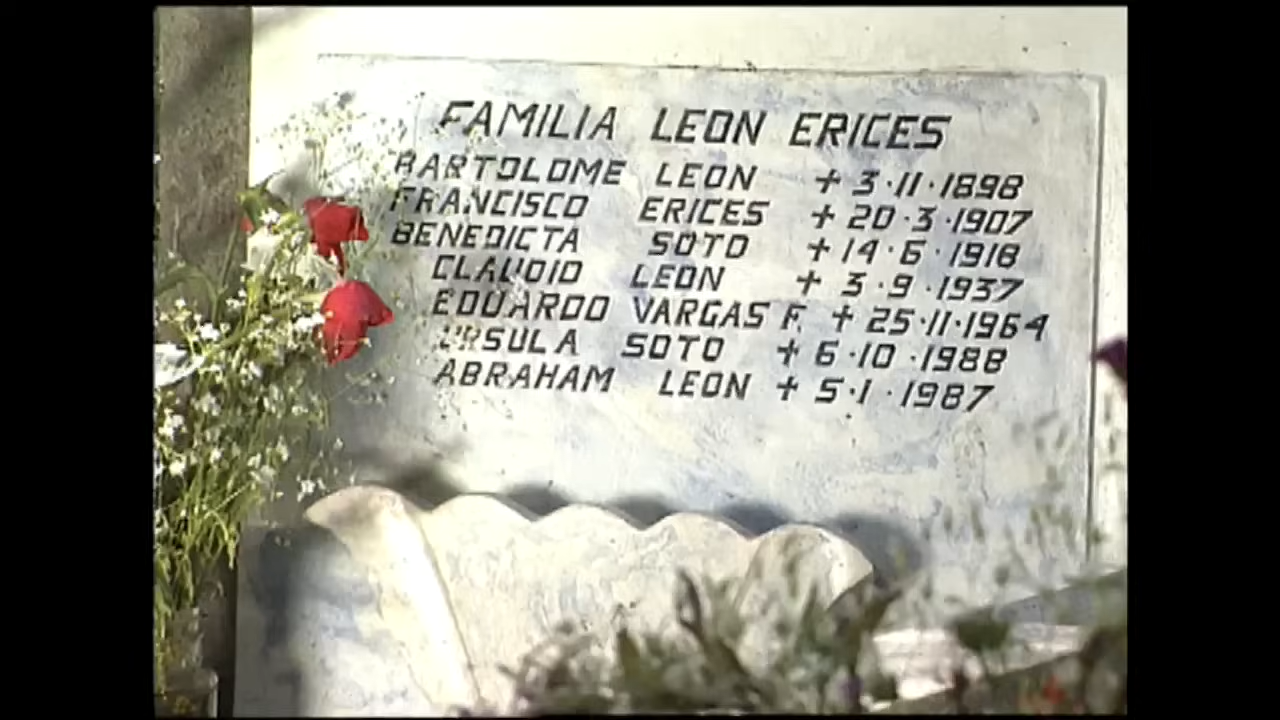 FAMILIA LEON ERICES
BARTOLOME LEON + 3·11·1898
FRANCISCO ERICES + 20·3·1907
BENEDICTA SOTO + 14·6·1918
CLAUDIO LEON + 3·9·1937
EDUARDO VARGAS F. + 25·11·1964
URSULA SOTO + 6·10·1988
ABRAHAM LEON + 5·1·1987